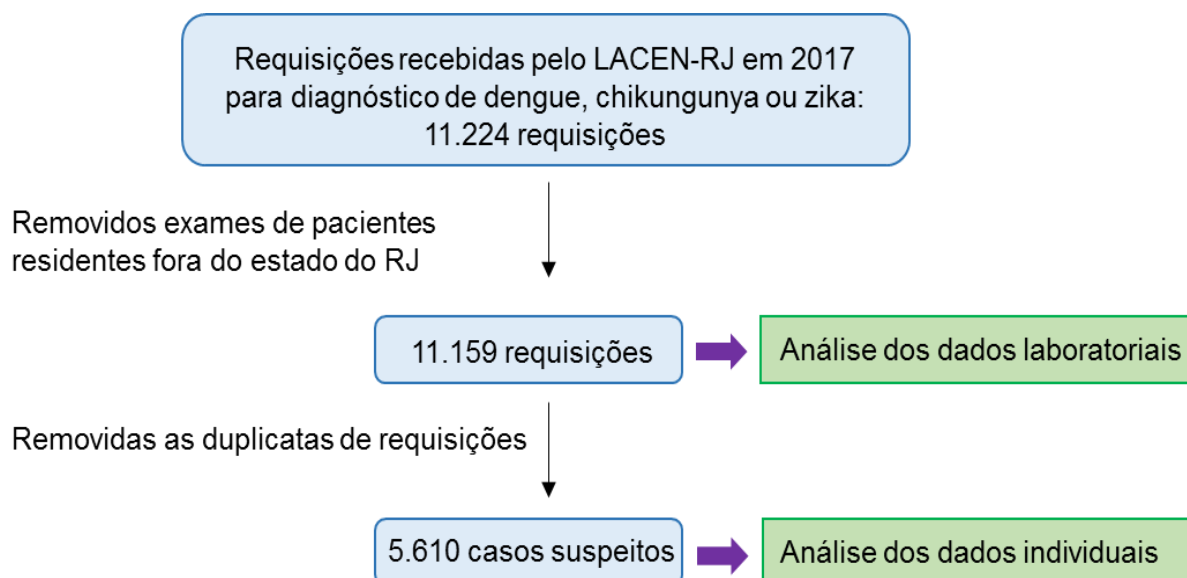 Requisições recebidas pelo LACEN-RJ em 2017
para diagnóstico de dengue, chikungunya ou zika:
11.224 requisições
Removidos exames de pacientes
residentes fora do estado do RJ
11.159 requisições
Análise dos dados laboratoriais
Removidas as duplicatas de requisições
5.610 casos suspeitos
Análise dos dados individuais